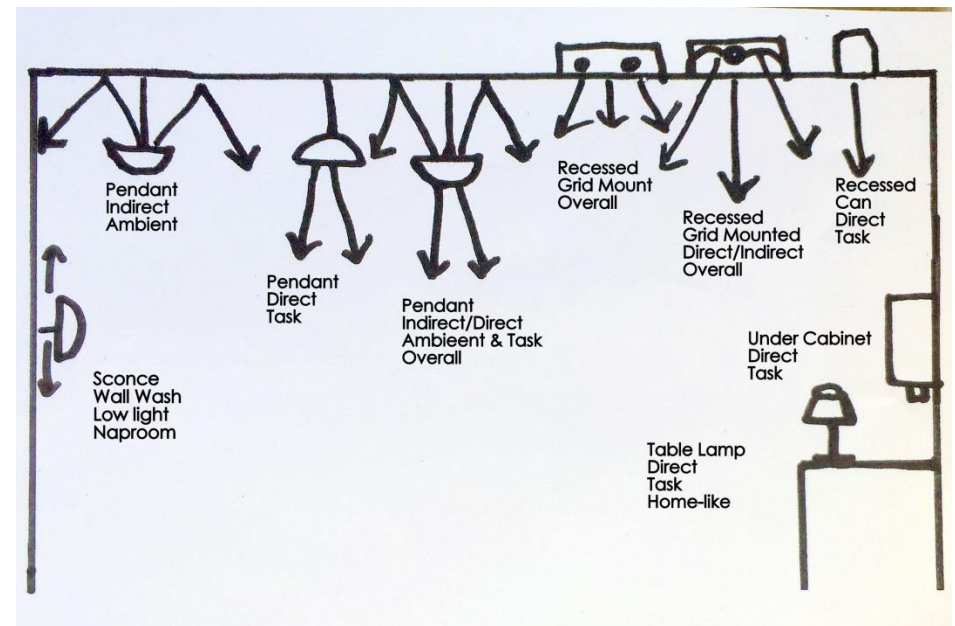 Pendant
Indirect
Ambient
Pendant
Direct
Task
Pendant
Indirect/Direct
Ambieent & Task
Overall
Recessed
Grid Mount
Overall
Recessed
Grid Mounted
Direct/Indirect
Overall
Recessed
Can
Direct
Task
Sconce
Wall Wash
Low light
Naproom
Under Cabinet
Direct
Task
Table Lamp
Direct
Task
Home-like